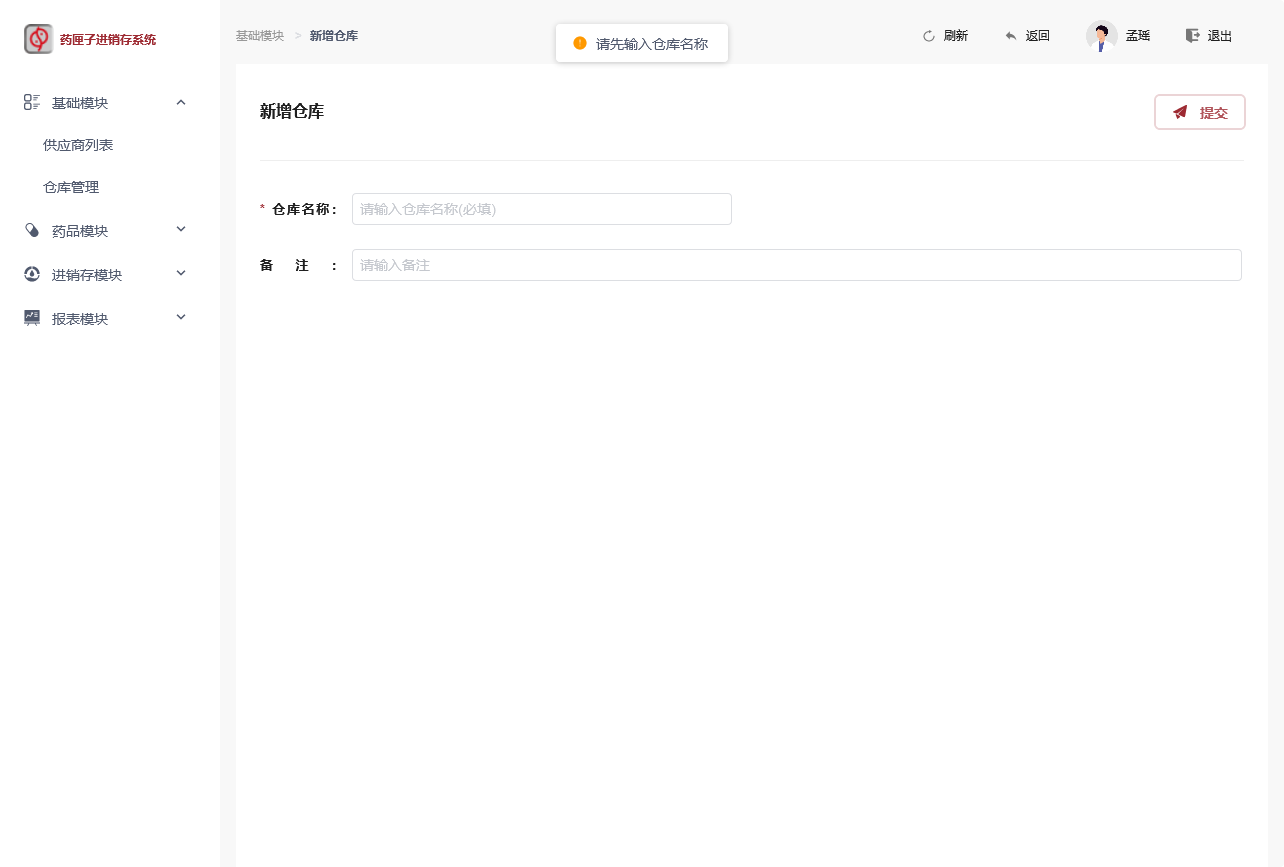 药匣子进销存系统
基础模块
供应商列表
仓库管理
药品模块
进销存模块
报表模块
基础模块 > 新增仓库
请先输入仓库名称
刷新
返回
孟瑶
退出
新增仓库
提交
* 仓库名称: 请输入仓库名称(必填)
备 注 : 请输入备注